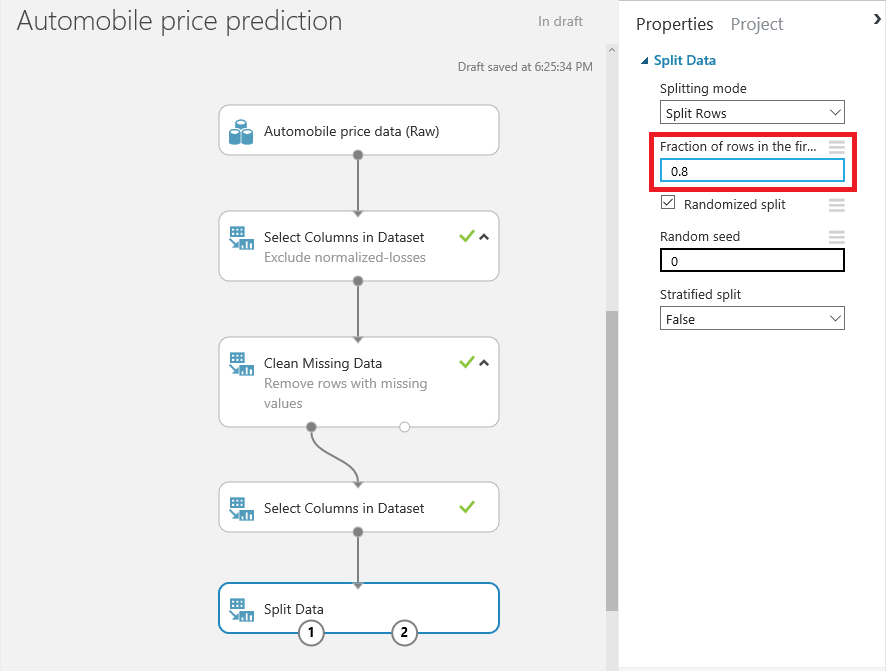 Automobile price prediction
In draft
Draft saved at 6:25:34 PM
Automobile price data (Raw)
Select Columns in Dataset
Exclude normalized-losses
Clean Missing Data
Remove rows with missing
values
Select Columns in Dataset
Split Data
1
2
Properties Project
Split Data
Splitting mode
Split Rows
Fraction of rows in the fir...
0.8
Randomized split
Random seed
0
Stratified split
False